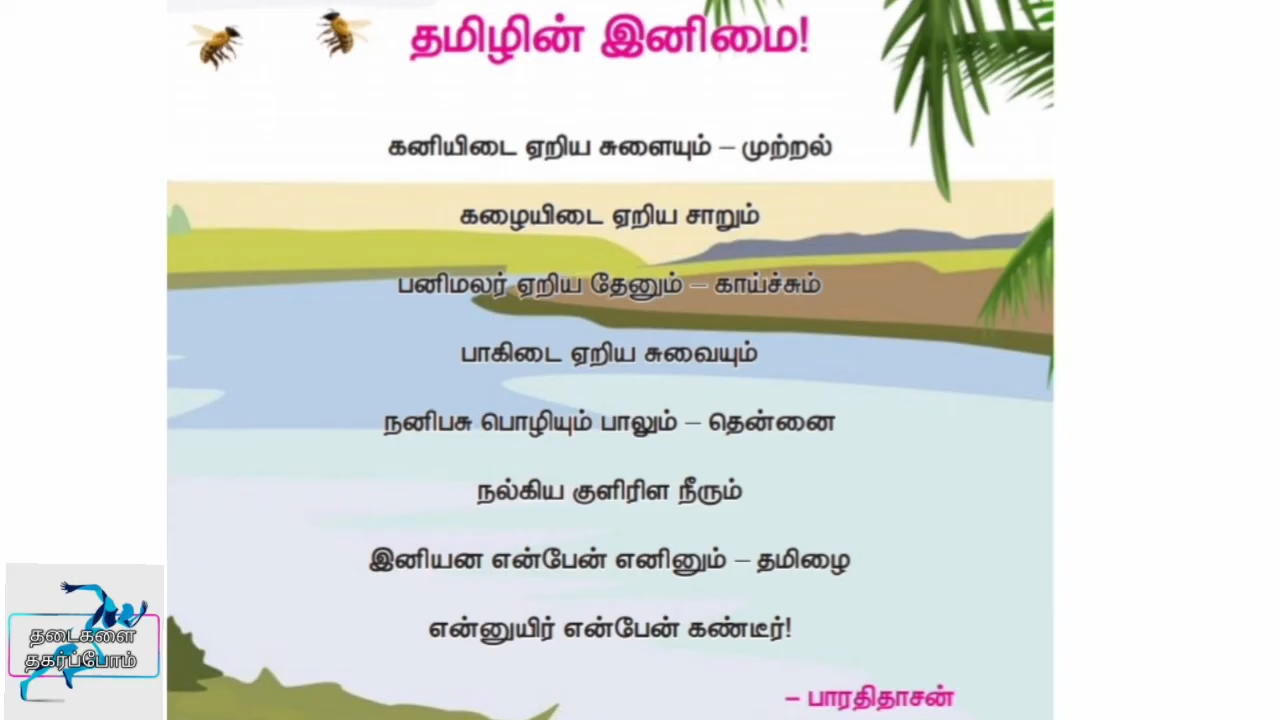 தமிழின் இனிமை!
கனியிடை ஏறிய சுளையும் – முற்றல்
கழையிடை ஏறிய சாறும்
பனிமலர் ஏறிய தேனும் – காய்ச்சும்
பாகிடை ஏறிய சுவையும்
நனிபசு பொழியும் பாலும் – தென்னை
நல்கிய குளிரிள நீரும்
இனியன என்பேன் எனினும் – தமிழை
என்னுயிர் என்பேன் கண்டீர்!
– பாரதிதாசன்
தடைகளை
தகர்ப்போம்